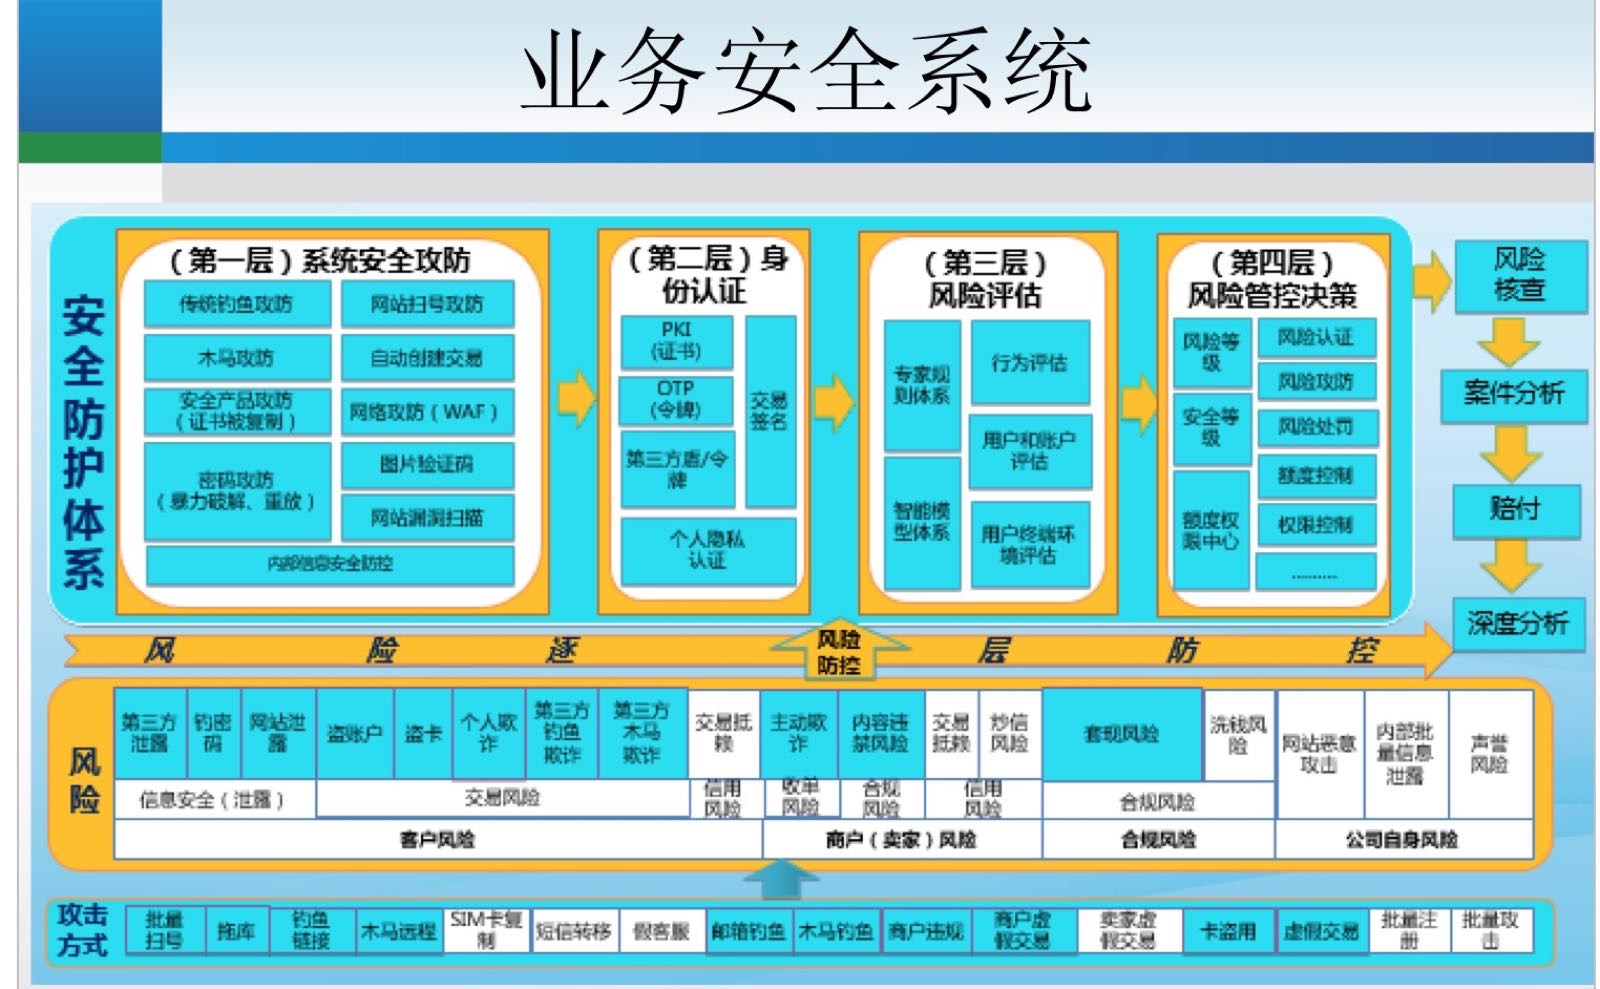 业务安全系统
安全防护体系
（第一层）系统安全攻防
传统钓鱼攻防
网站扫号攻防
木马攻防
自动创建交易
安全产品攻防
（证书被复制）
网络攻防（WAF）
密码攻防
（暴力破解、重放）
图片验证码
网站漏洞扫描
内部信息安全防控
（第二层）身
份认证
PKI
(证书)
OTP
(令牌)
第三方盾/令
牌
交易
签名
个人隐私
认证
（第三层）
风险评估
专家规
则体系
智能模
型体系
行为评估
用户和账户
评估
用户终端环
境评估
（第四层）
风险管控决策
风险等
级
安全等
级
额度权
限中心
风险认证
风险攻防
风险处罚
额度控制
权限控制
..........
风险
核查
案件分析
赔付
深度分析
风险逐层防控
风险
防控
风险
第三方
泄露
钓密
码
网站泄
露
盗账户
盗卡
个人欺
诈
第三方
钓鱼
欺诈
第三方
木马
欺诈
交易抵
赖
主动欺
诈
内容违
禁风险
交易
抵赖
炒信
风险
套现风险
洗钱风
险
网站恶意
攻击
内部批
量信息
泄露
声誉
风险
信息安全（泄露）
交易风险
信用
风险
收单
风险
合规
风险
信用
风险
合规风险
客户风险
商户（卖家）风险
合规风险
公司自身风险
攻击
方式
批量
扫号
拖库
钓鱼
链接
木马远程
SIM卡复
制
短信转移
假客服
邮箱钓鱼
木马钓鱼
商户违规
商户虚
假交易
卖家虚
假交易
卡盗用
虚假交易
批量注
册
批量攻
击